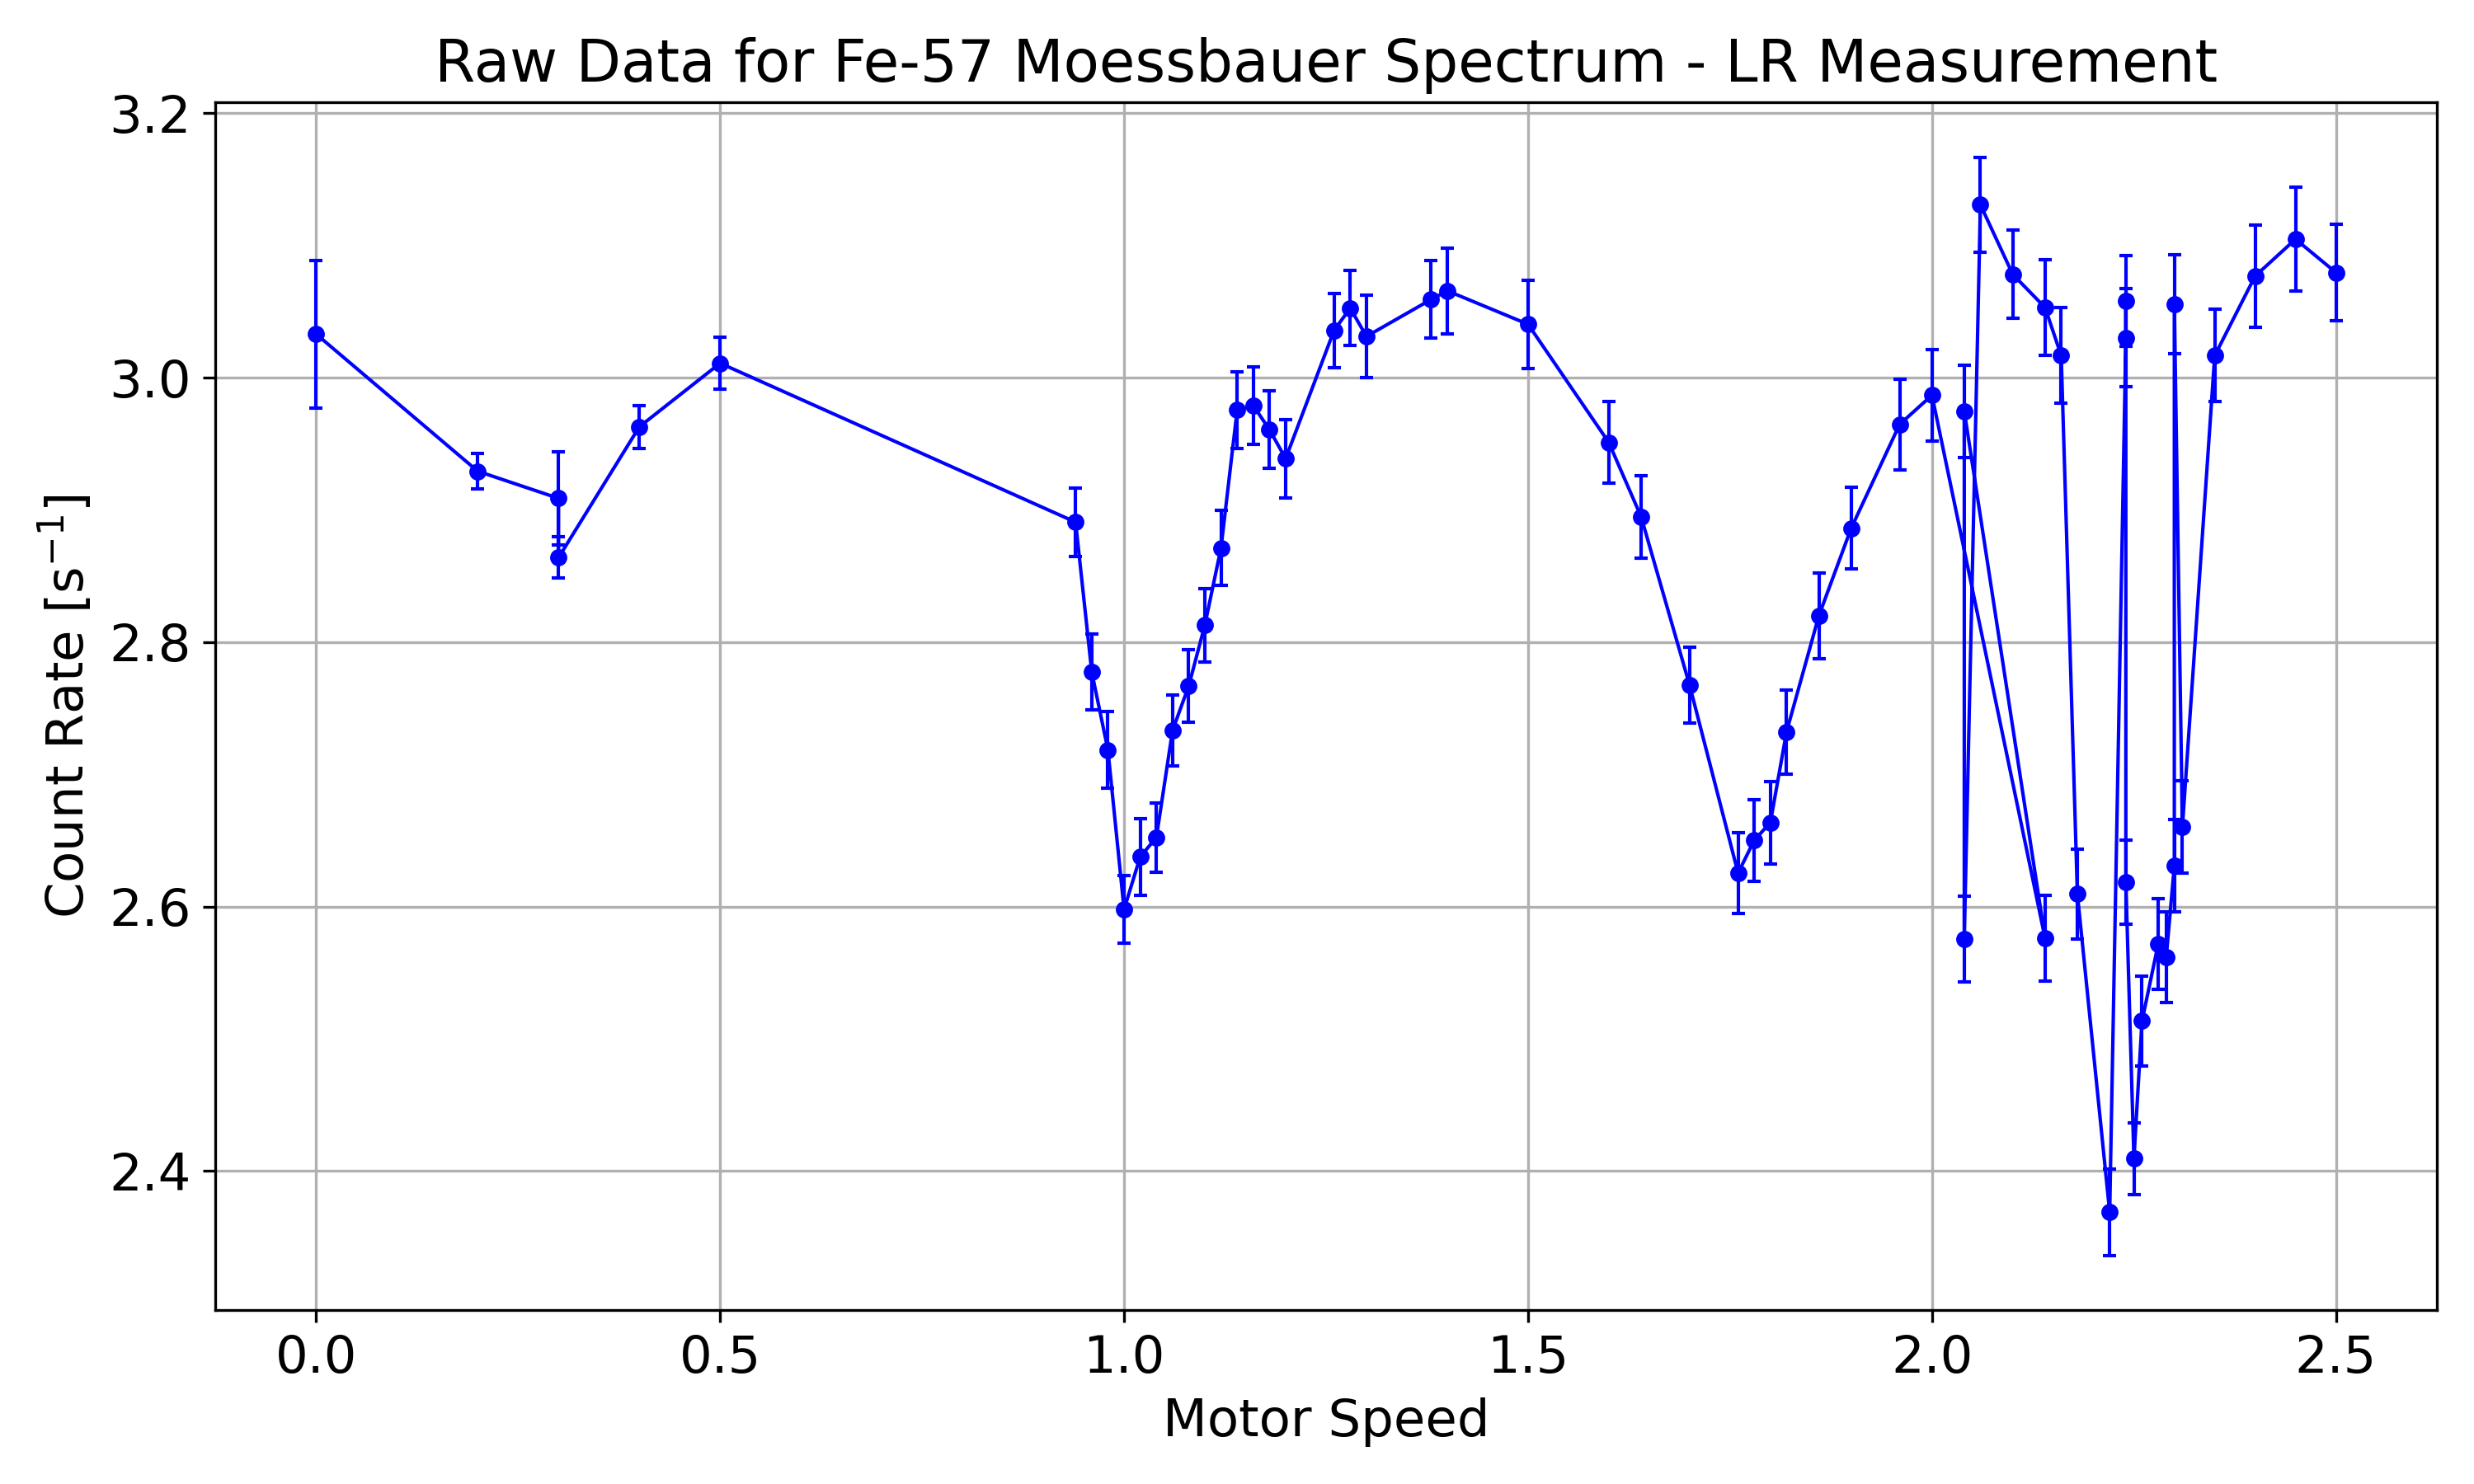 Raw Data for Fe-57 Moessbauer Spectrum - LR Measurement
3.2
3.0
2.8
2.6
2.4
Count Rate [s⁻¹]
0.0 0.5 1.0 1.5 2.0 2.5
Motor Speed